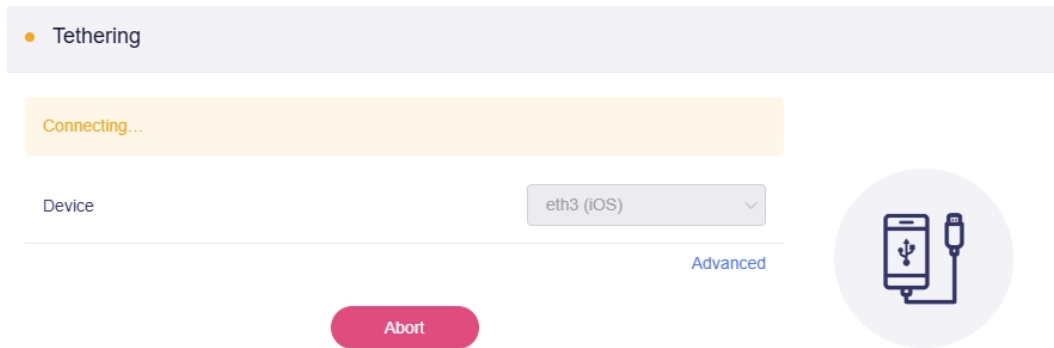 Tethering
Connecting...
Device
eth3 (iOS)
Advanced
Abort